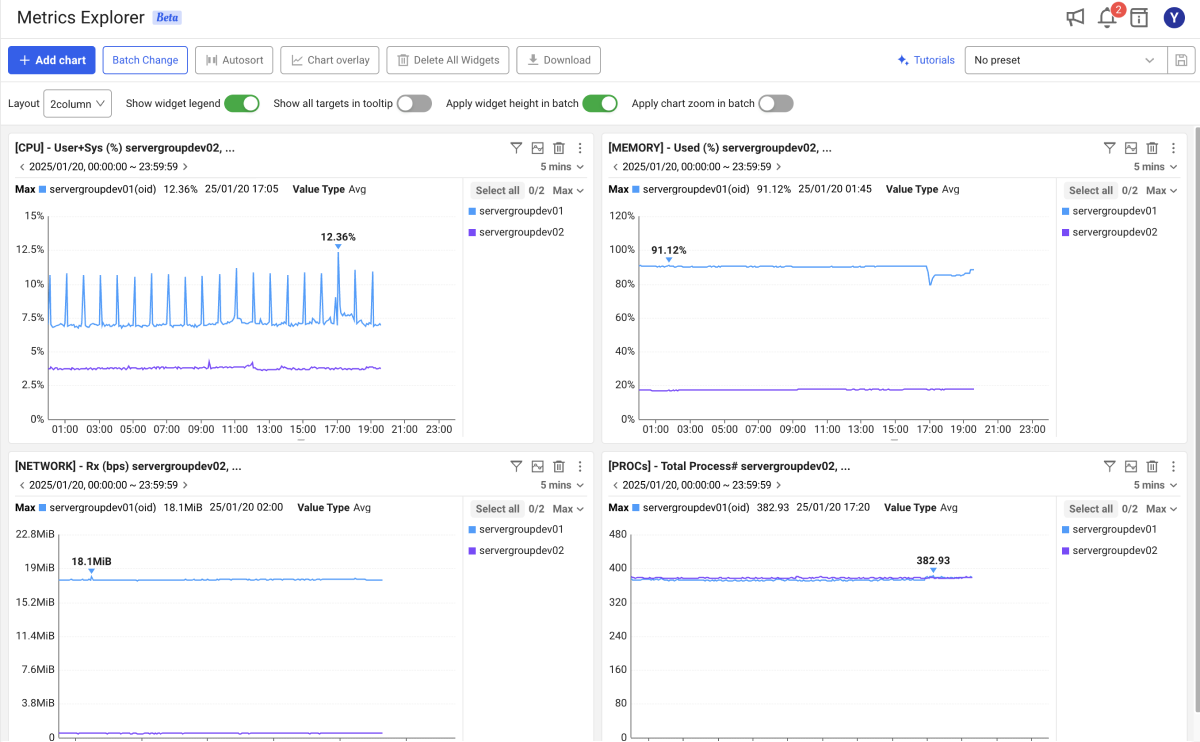 Metrics Explorer Beta
2
Y
+ Add chart
Batch Change
Autosort
Chart overlay
Delete All Widgets
Download
Tutorials
No preset
Layout
2column
Show widget legend
Show all targets in tooltip
Apply widget height in batch
Apply chart zoom in batch
[CPU] - User+Sys (%) servergroupdev02, ...
< 2025/01/20, 00:00:00 ~ 23:59:59 >
5 mins
Max servergroupdev01(oid) 12.36% 25/01/20 17:05 Value Type Avg
Select all 0/2 Max
servergroupdev01
servergroupdev02
15%
12.5%
10%
7.5%
5%
2.5%
0%
12.36%
01:00 03:00 05:00 07:00 09:00 11:00 13:00 15:00 17:00 19:00 21:00 23:00
[MEMORY] - Used (%) servergroupdev02, ...
< 2025/01/20, 00:00:00 ~ 23:59:59 >
5 mins
Max servergroupdev01(oid) 91.12% 25/01/20 01:45 Value Type Avg
Select all 0/2 Max
servergroupdev01
servergroupdev02
120%
100%
80%
60%
40%
20%
0%
91.12%
01:00 03:00 05:00 07:00 09:00 11:00 13:00 15:00 17:00 19:00 21:00 23:00
[NETWORK] - Rx (bps) servergroupdev02, ...
< 2025/01/20, 00:00:00 ~ 23:59:59 >
5 mins
Max servergroupdev01(oid) 18.1MiB 25/01/20 02:00 Value Type Avg
Select all 0/2 Max
servergroupdev01
servergroupdev02
22.8MiB
19MiB
15.2MiB
11.4MiB
7.6MiB
3.8MiB
0
18.1MiB
[PROCs] - Total Process# servergroupdev02, ...
< 2025/01/20, 00:00:00 ~ 23:59:59 >
5 mins
Max servergroupdev01(oid) 382.93 25/01/20 17:20 Value Type Avg
Select all 0/2 Max
servergroupdev01
servergroupdev02
480
400
320
240
160
80
0
382.93